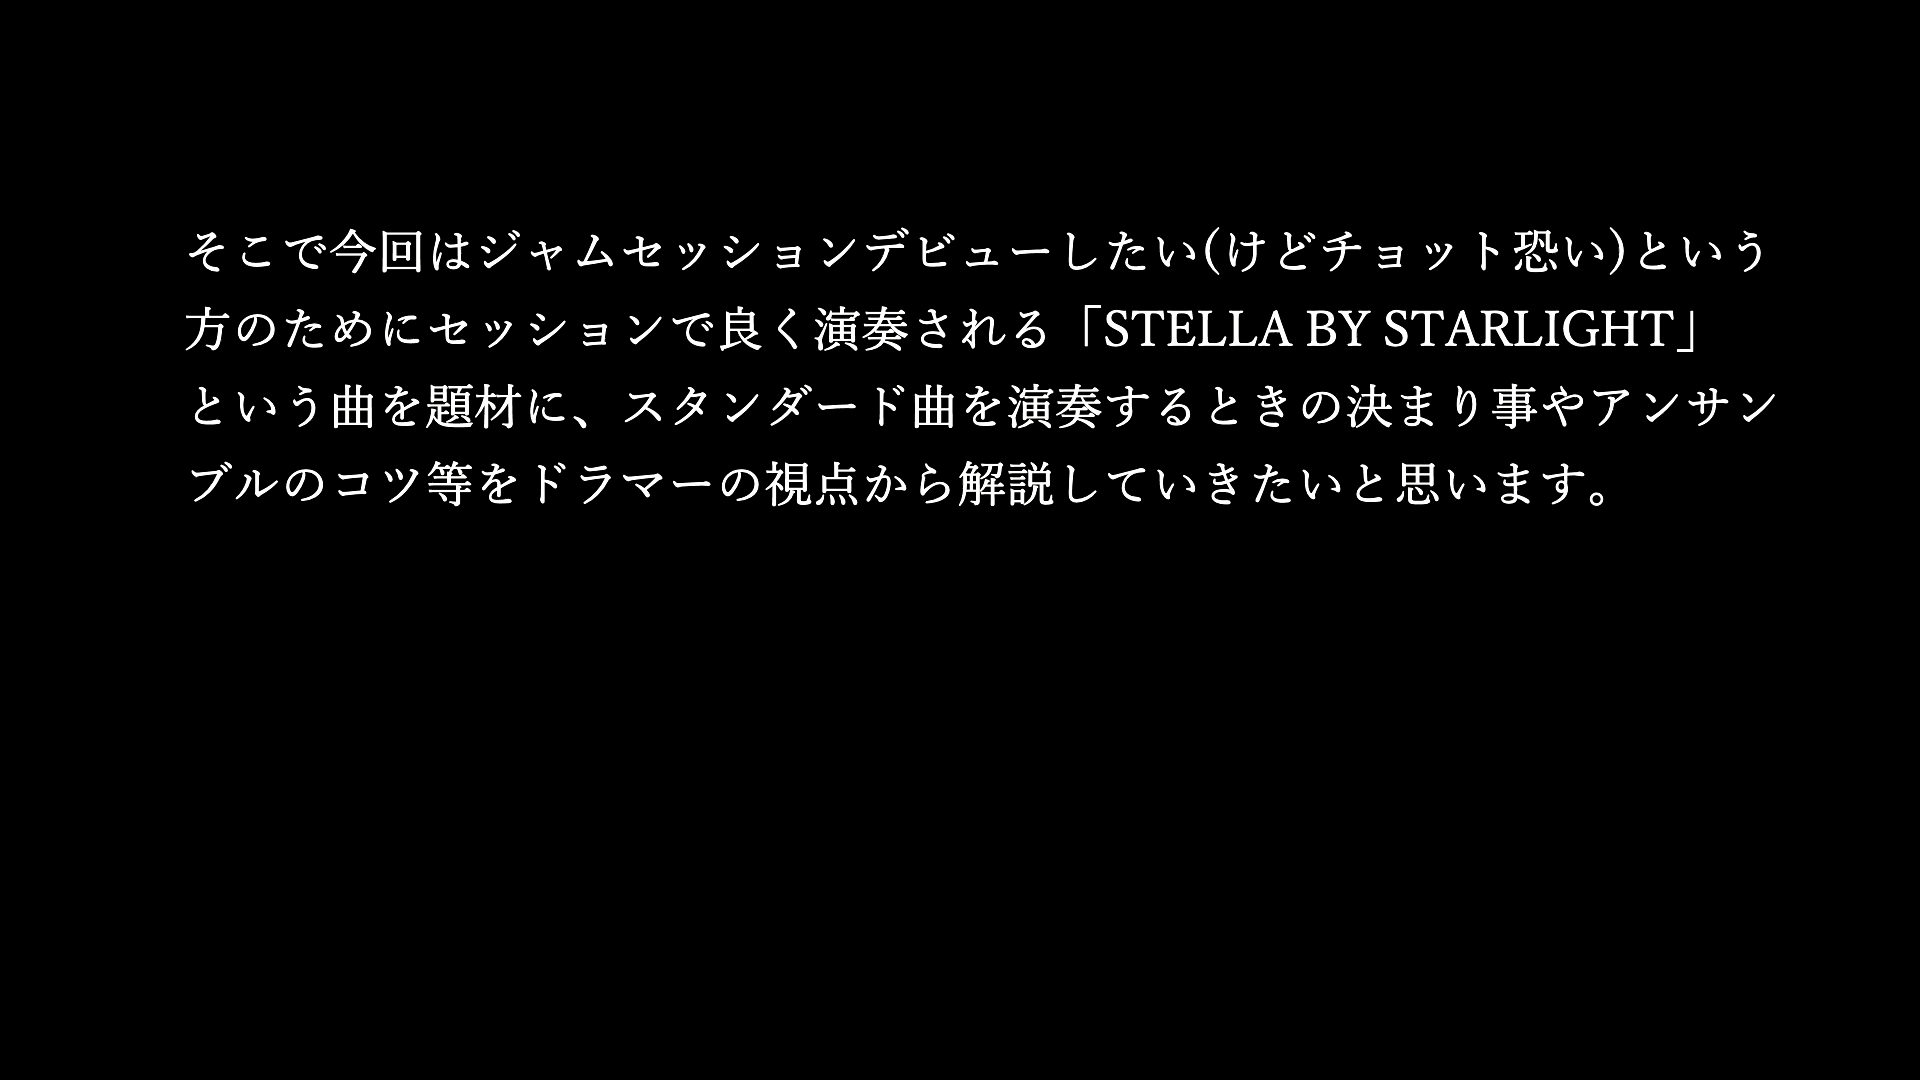 そこで今回はジャムセッションデビューしたい(けどチョット恐い)という
方のためにセッションで良く演奏される「STELLA BY STARLIGHT」
という曲を題材に、スタンダード曲を演奏するときの決まり事やアンサン
ブルのコツ等をドラマーの視点から解説していきたいと思います。